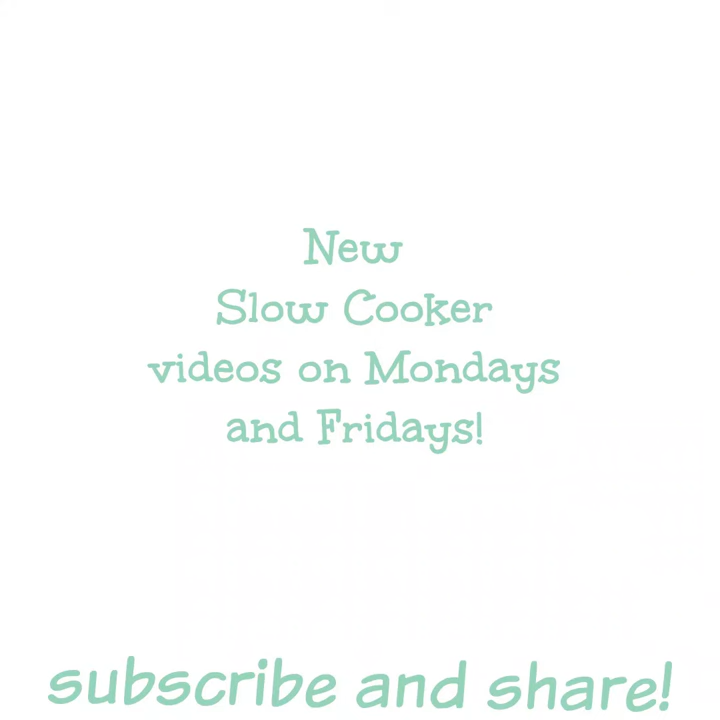 New
Slow Cooker
videos on Mondays
and Fridays!
subscribe and share!